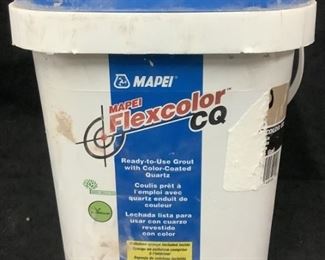 MAPEI
MAPEI
Flexcolor™
CQ
Ready-to-Use Grout
with Color-Coated
Quartz
Coulis prêt à
l'emploi avec
quartz enduit de
couleur
Lechada lista para
usar con cuarzo
revestido con
color